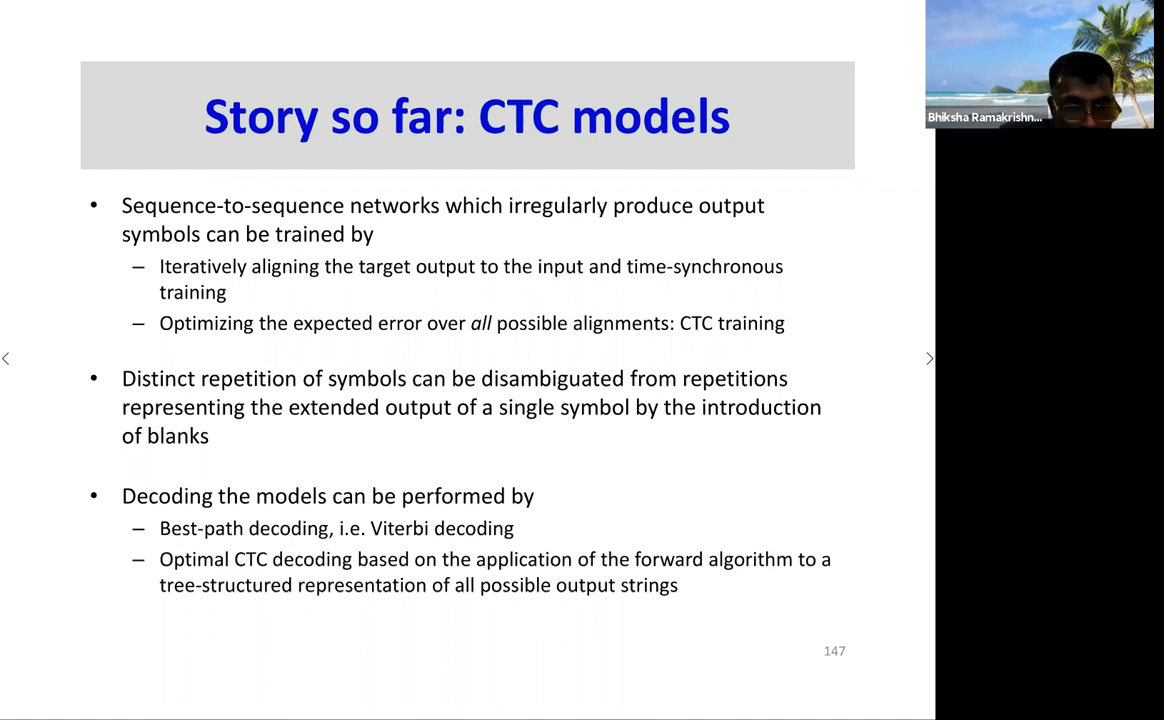 Story so far: CTC models
• Sequence-to-sequence networks which irregularly produce output
symbols can be trained by
– Iteratively aligning the target output to the input and time-synchronous
training
– Optimizing the expected error over all possible alignments: CTC training
• Distinct repetition of symbols can be disambiguated from repetitions
representing the extended output of a single symbol by the introduction
of blanks
• Decoding the models can be performed by
– Best-path decoding, i.e. Viterbi decoding
– Optimal CTC decoding based on the application of the forward algorithm to a
tree-structured representation of all possible output strings
147
Bhiksha Ramakrishn...